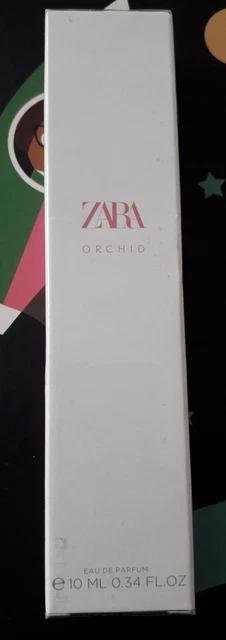 ZARA
ORCHID
EAU DE PARFUM
℮10 ML 0.34 FL.OZ